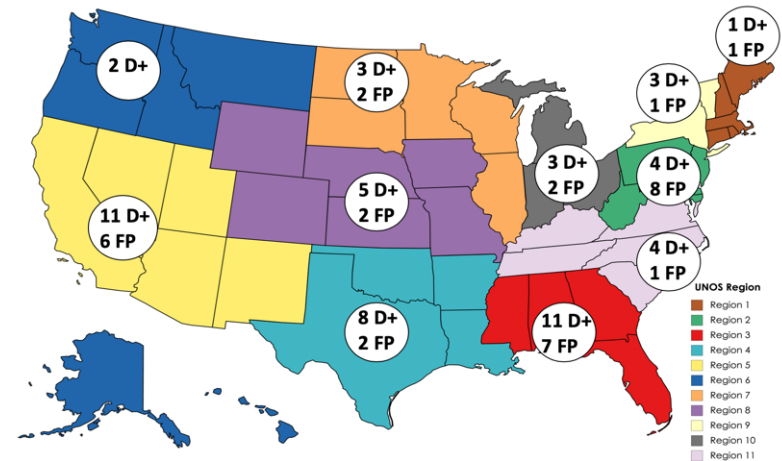 1 D+
1 FP
2 D+
3 D+
2 FP
3 D+
1 FP
3 D+
2 FP
4 D+
8 FP
5 D+
2 FP
11 D+
6 FP
4 D+
1 FP
8 D+
2 FP
11 D+
7 FP
UNOS Region
Region 1
Region 2
Region 3
Region 4
Region 5
Region 6
Region 7
Region 8
Region 9
Region 10
Region 11